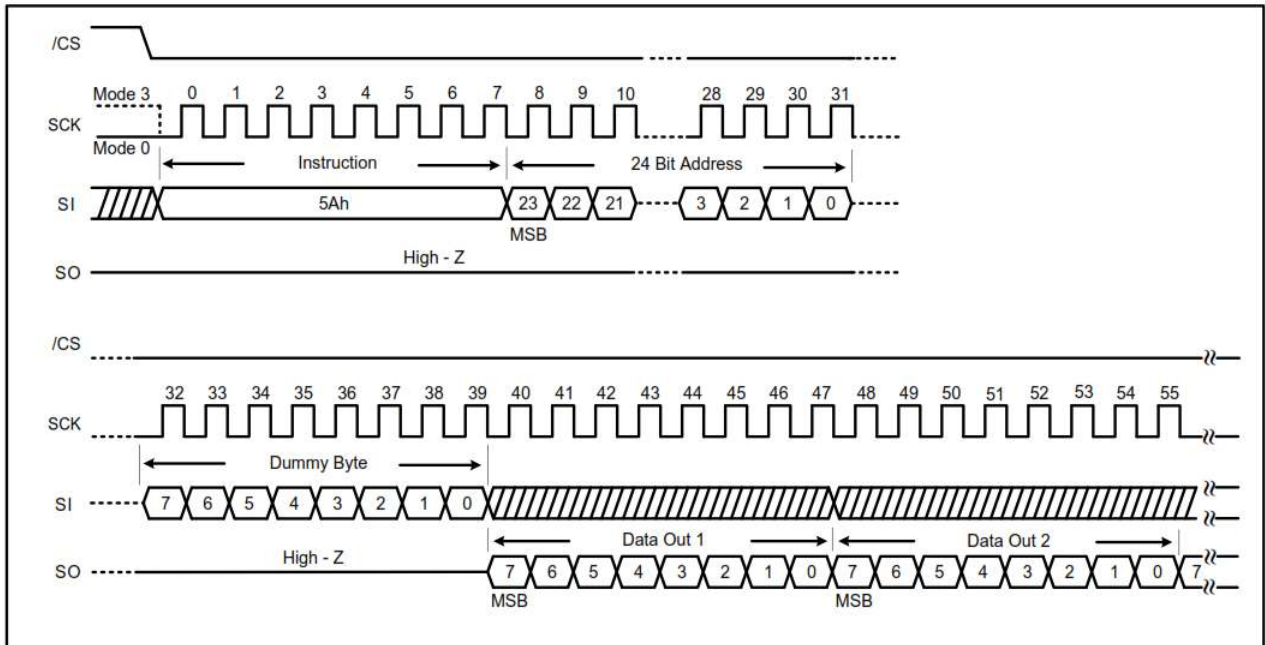 /CS
Mode 3 0 1 2 3 4 5 6 7 8 9 10 28 29 30 31
SCK
Mode 0
Instruction 24 Bit Address
SI 5Ah 23 22 21 3 2 1 0
MSB
High - Z
SO
/CS
32 33 34 35 36 37 38 39 40 41 42 43 44 45 46 47 48 49 50 51 52 53 54 55
SCK
Dummy Byte
SI 7 6 5 4 3 2 1 0
Data Out 1 Data Out 2
High - Z
SO 7 6 5 4 3 2 1 0 7 6 5 4 3 2 1 0 7
MSB MSB